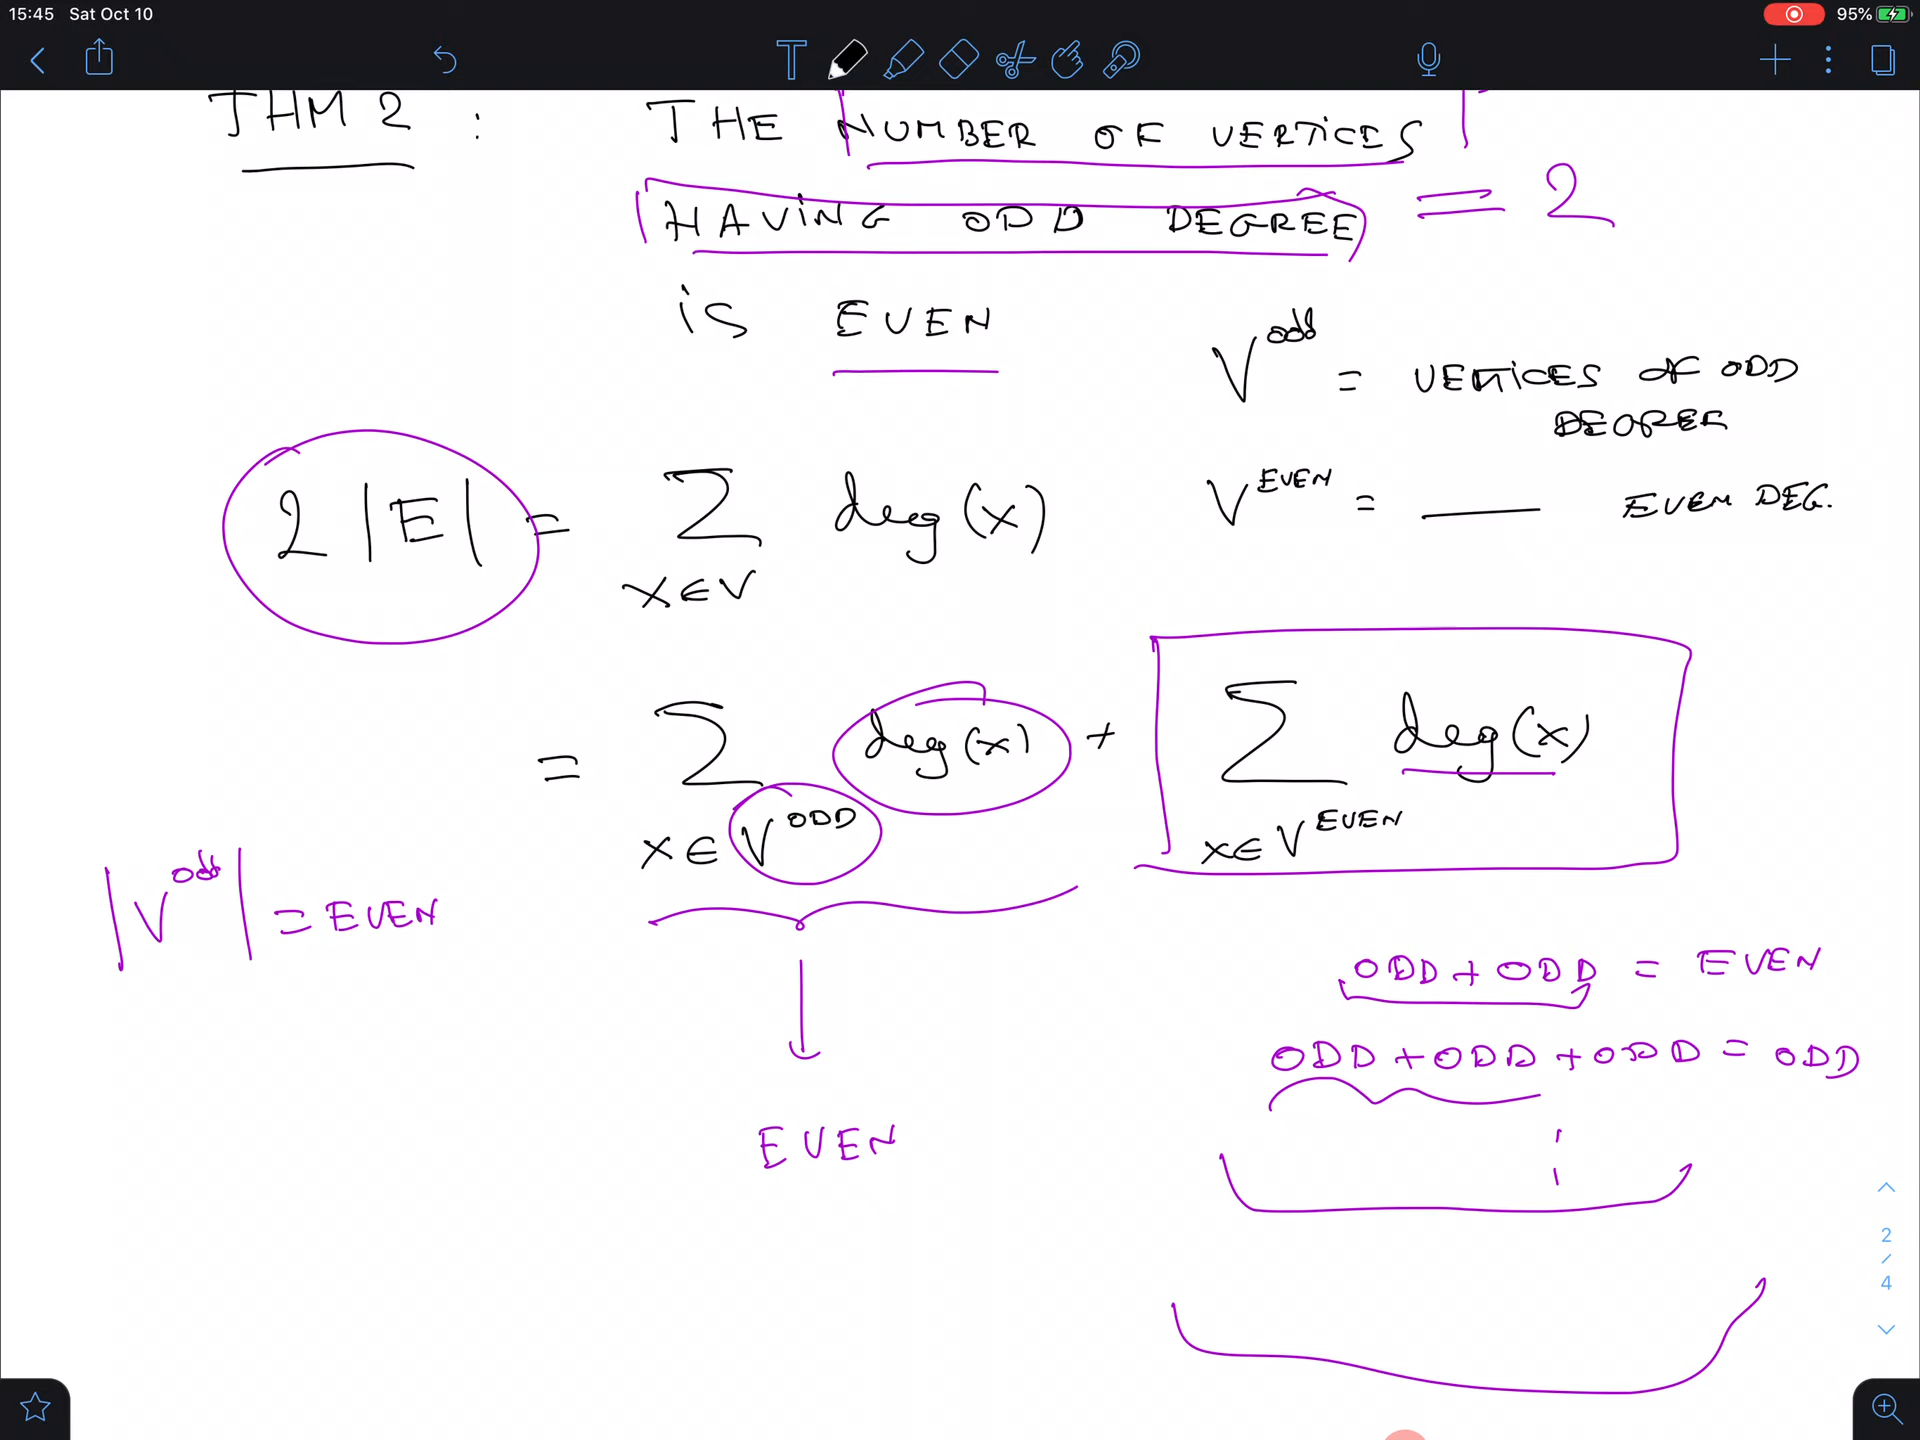 15:45 Sat Oct 10
95%
THM 2 : THE NUMBER OF VERTICES
HAVING ODD DEGREE = 2
is EVEN
V^odd = VERTICES OF ODD
DEGREE
V^EVEN = —— EVEN DEG.
2 |E| = ∑ deg(x)
x∈V
= ∑ deg(x) + ∑ deg(x)
x∈ V^ODD x∈ V^EVEN
|V^odd| = EVEN
ODD + ODD = EVEN
ODD + ODD + ODD = ODD
EVEN
2
/
4